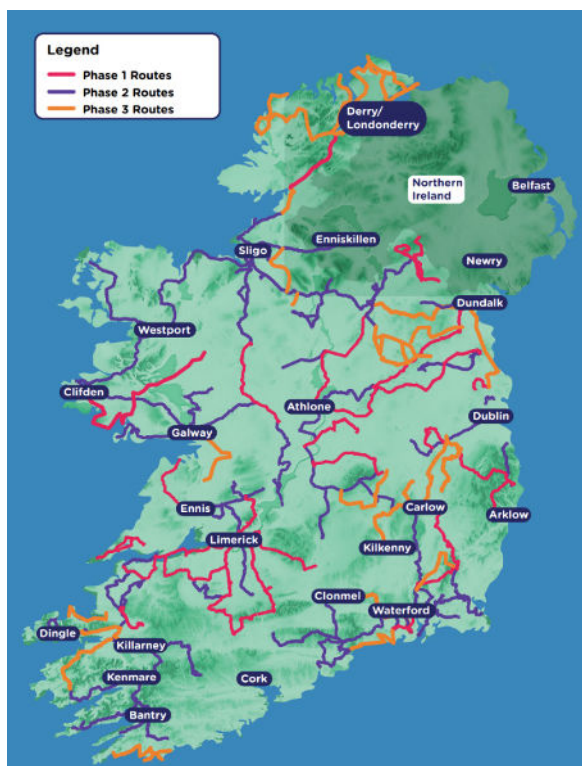 Legend
Phase 1 Routes
Phase 2 Routes
Phase 3 Routes
Derry/
Londonderry
Northern
Ireland
Belfast
Enniskillen
Sligo
Newry
Dundalk
Westport
Clifden
Athlone
Dublin
Galway
Ennis
Carlow
Arklow
Limerick
Kilkenny
Clonmel
Waterford
Dingle
Killarney
Kenmare
Cork
Bantry